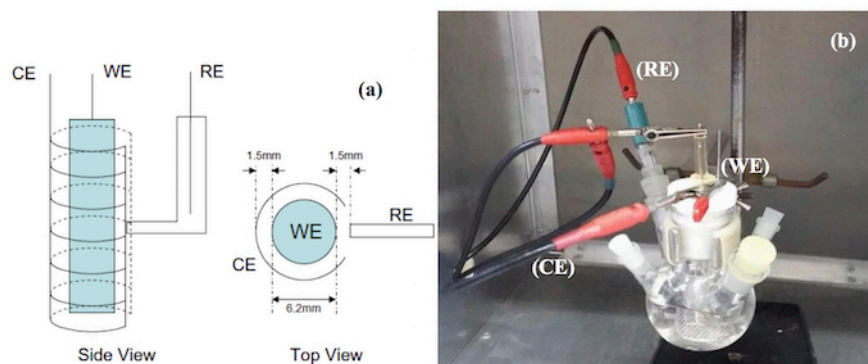 CE
WE
RE
(a)
Side View
1.5mm
1.5mm
WE
RE
CE
6.2mm
Top View
(b)
(RE)
(WE)
(CE)